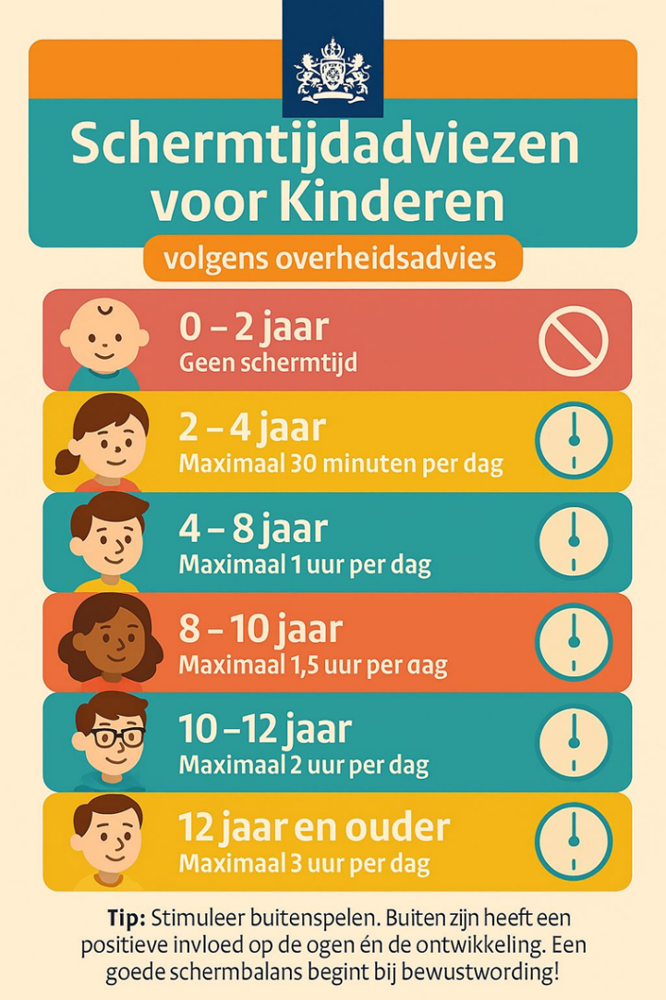 Schermtijdadviezen
voor Kinderen
volgens overheidsadvies
0 – 2 jaar
Geen schermtijd
2 – 4 jaar
Maximaal 30 minuten per dag
4 – 8 jaar
Maximaal 1 uur per dag
8 – 10 jaar
Maximaal 1,5 uur per aag
10 – 12 jaar
Maximaal 2 uur per dag
12 jaar en ouder
Maximaal 3 uur per dag
Tip: Stimuleer buitenspelen. Buiten zijn heeft een
positieve invloed op de ogen én de ontwikkeling. Een
goede schermbalans begint bij bewustwording!